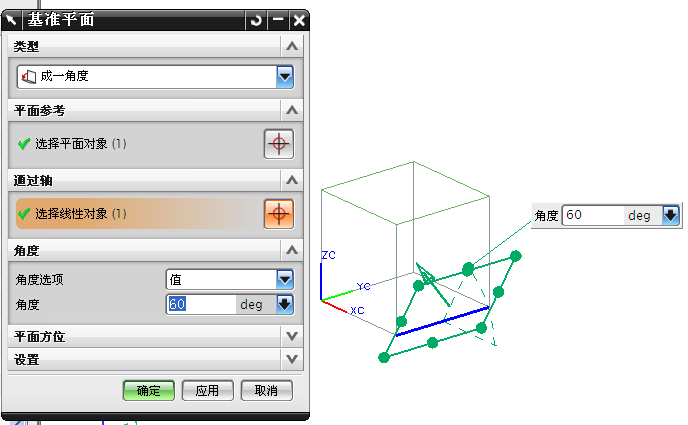 基准平面
类型
成一角度
平面参考
选择平面对象 (1)
通过轴
选择线性对象 (1)
角度
角度选项 值
角度 60 deg
平面方位
设置
确定 应用 取消
角度 60 deg
ZC
YC
XC